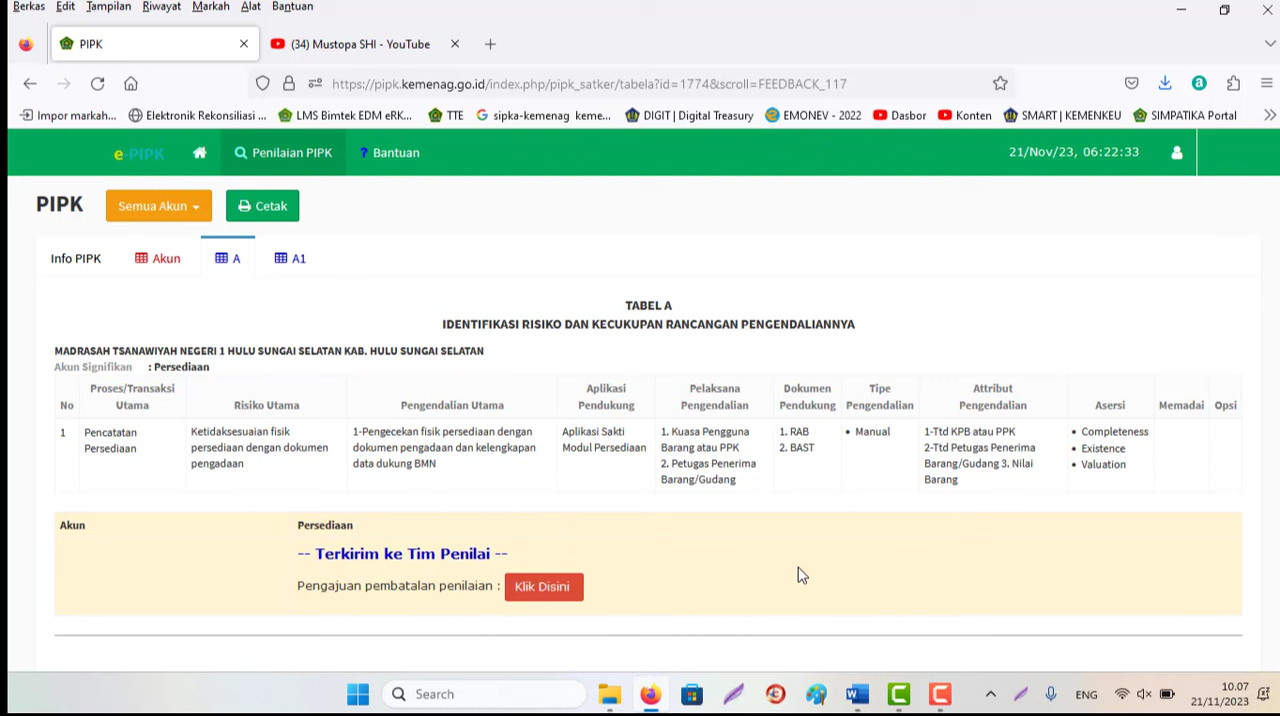 Berkas Edit Tampilan Riwayat Markah Alat Bantuan
PIPK
(34) Mustopa SHI - YouTube
https://pipk.kemenag.go.id/index.php/pipk_satker/tabela?id=1774&scroll=FEEDBACK_117
Impor markah... Elektronik Rekonsiliasi ... LMS Bimtek EDM eRK... TTE sipka-kemenag keme... DIGIT | Digital Treasury EMONEV - 2022 Dasbor Konten SMART | KEMENKEU SIMPATIKA Portal
e-PIPK Penilaian PIPK ? Bantuan 21/Nov/23, 06:22:33
PIPK Semua Akun Cetak
Info PIPK Akun A A1
TABEL A
IDENTIFIKASI RISIKO DAN KECUKUPAN RANCANGAN PENGENDALIANNYA
MADRASAH TSANAWIYAH NEGERI 1 HULU SUNGAI SELATAN KAB. HULU SUNGAI SELATAN
Akun Signifikan : Persediaan
No
Proses/Transaksi
Utama
Risiko Utama
Pengendalian Utama
Aplikasi
Pendukung
Pelaksana
Pengendalian
Dokumen
Pendukung
Tipe
Pengendalian
Attribut
Pengendalian
Asersi
Memadai
Opsi
1
Pencatatan
Persediaan
Ketidaksesuaian fisik
persediaan dengan dokumen
pengadaan
1-Pengecekan fisik persediaan dengan
dokumen pengadaan dan kelengkapan
data dukung BMN
Aplikasi Sakti
Modul Persediaan
1. Kuasa Pengguna
Barang atau PPK
2. Petugas Penerima
Barang/Gudang
1. RAB
2. BAST
• Manual
1-Ttd KPB atau PPK
2-Ttd Petugas Penerima
Barang/Gudang 3. Nilai
Barang
• Completeness
• Existence
• Valuation
Akun Persediaan
-- Terkirim ke Tim Penilai --
Pengajuan pembatalan penilaian : Klik Disini
Search
ENG
10.07
21/11/2023